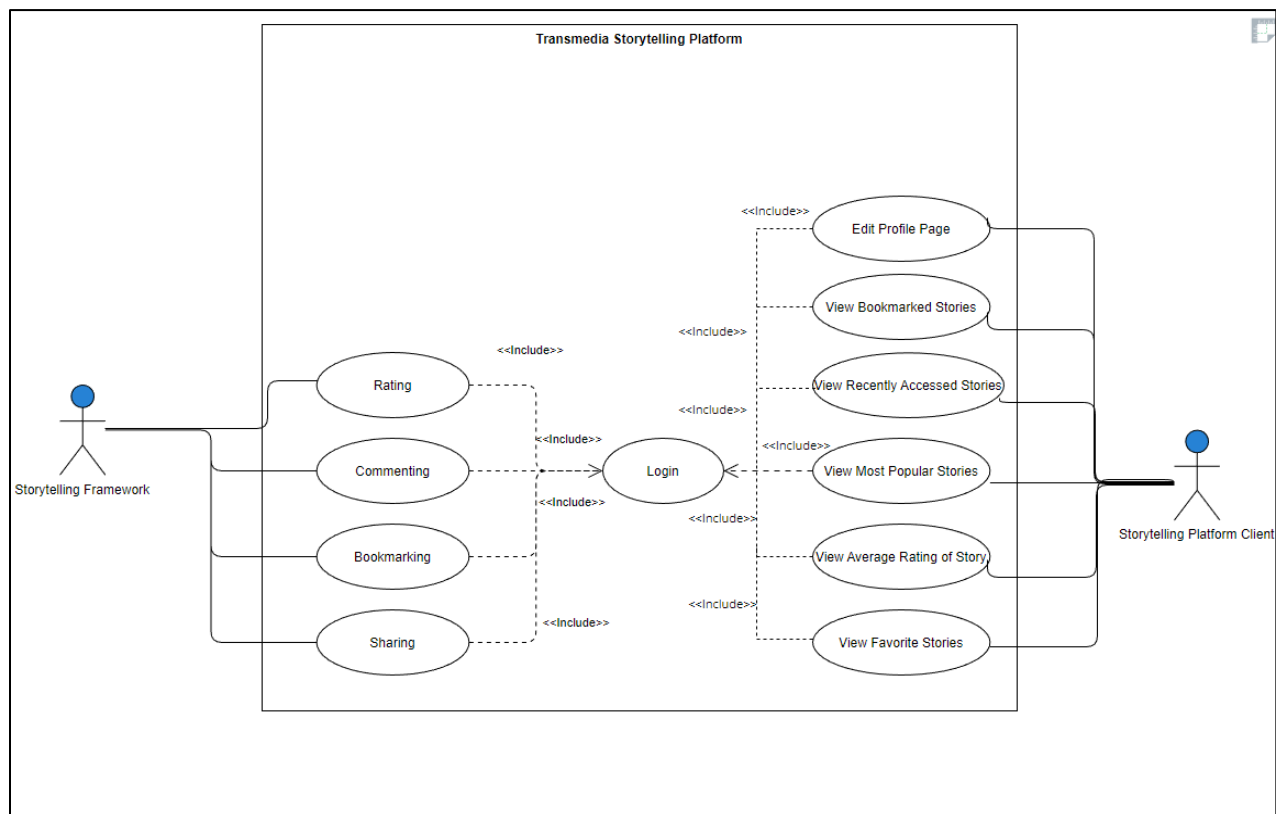 Transmedia Storytelling Platform
<<Include>>
Edit Profile Page
View Bookmarked Stories
<<Include>>
<<Include>>
Rating
View Recently Accessed Stories
<<Include>>
<<Include>>
<<Include>>
Commenting
Login
View Most Popular Stories
Storytelling Framework
<<Include>>
<<Include>>
Storytelling Platform Client
Bookmarking
View Average Rating of Story
<<Include>>
<<Include>>
Sharing
View Favorite Stories